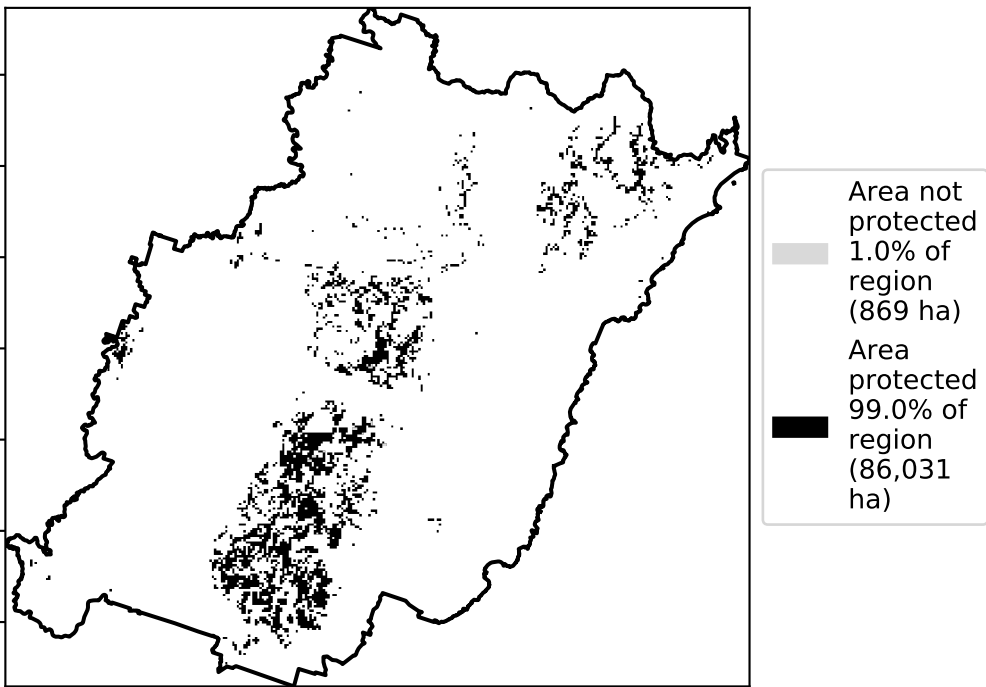 Area not
protected
1.0% of
region
(869 ha)
Area
protected
99.0% of
region
(86,031
ha)